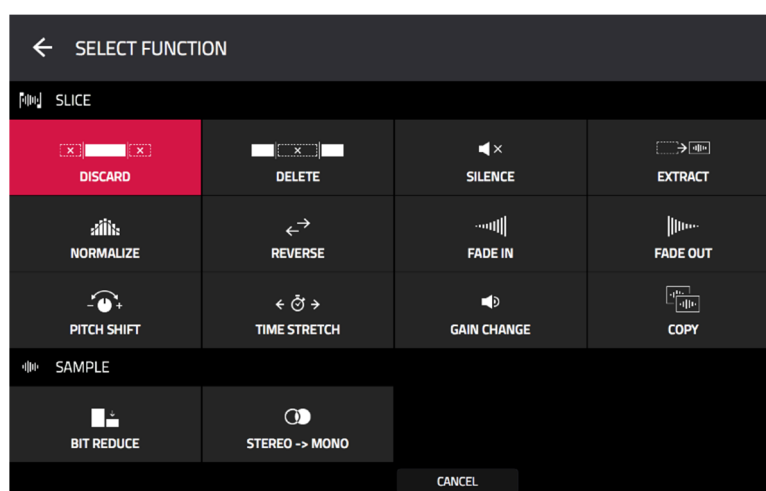 SELECT FUNCTION
SLICE
DISCARD
DELETE
SILENCE
EXTRACT
NORMALIZE
REVERSE
FADE IN
FADE OUT
PITCH SHIFT
TIME STRETCH
GAIN CHANGE
COPY
SAMPLE
BIT REDUCE
STEREO -> MONO
CANCEL